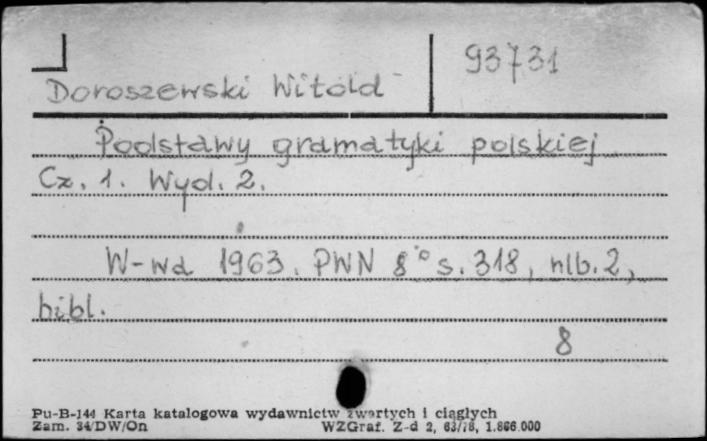 93731
Doroszewski Witold
Podstawy gramatyki polskiej
Cz. 1. Wyd. 2.
W-wa 1963. PWN 8° s. 318, nlb. 2,
bibl.
8
Pu-B-144 Karta katalogowa wydawnictw zwartych i ciągłych
Zam. 34/DW/On WZGraf. Z-d 2, 63/78, 1.866.000